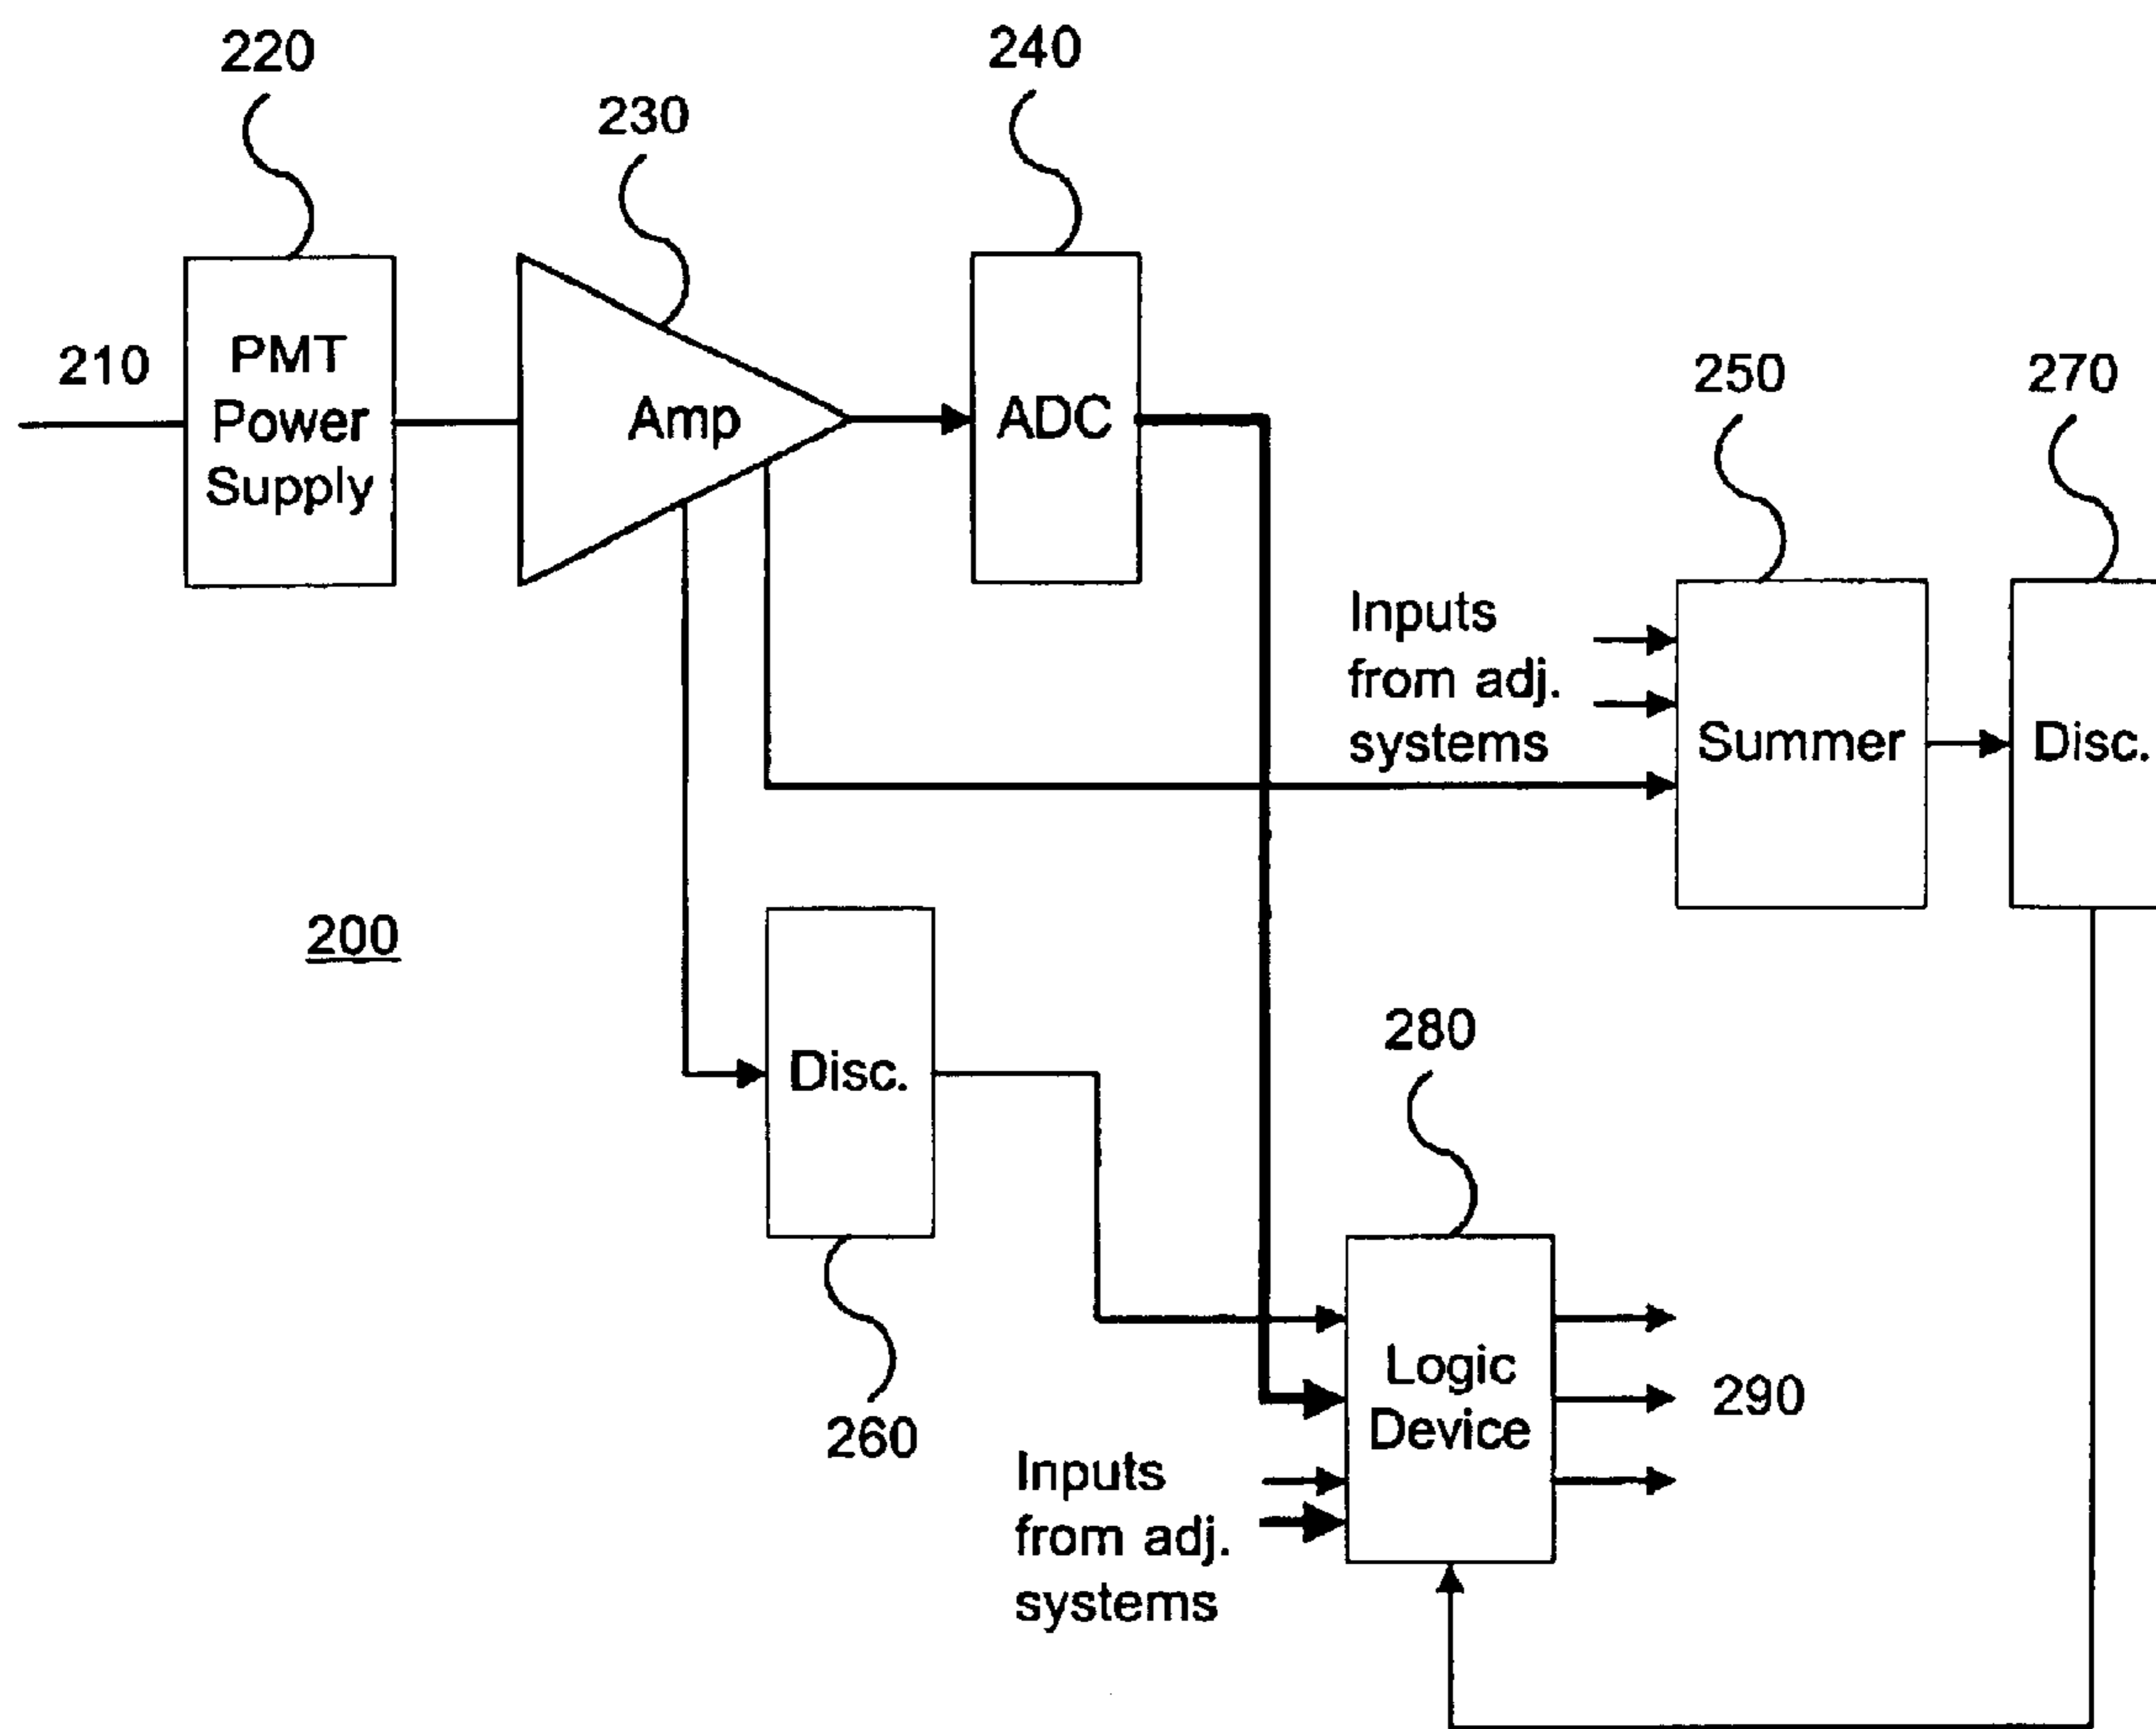 220
240
230
210
PMT
Power
Supply
Amp
ADC
250
270
Inputs
from adj.
systems
Summer
Disc.
200
280
Disc.
Logic
Device
290
260
Inputs
from adj.
systems